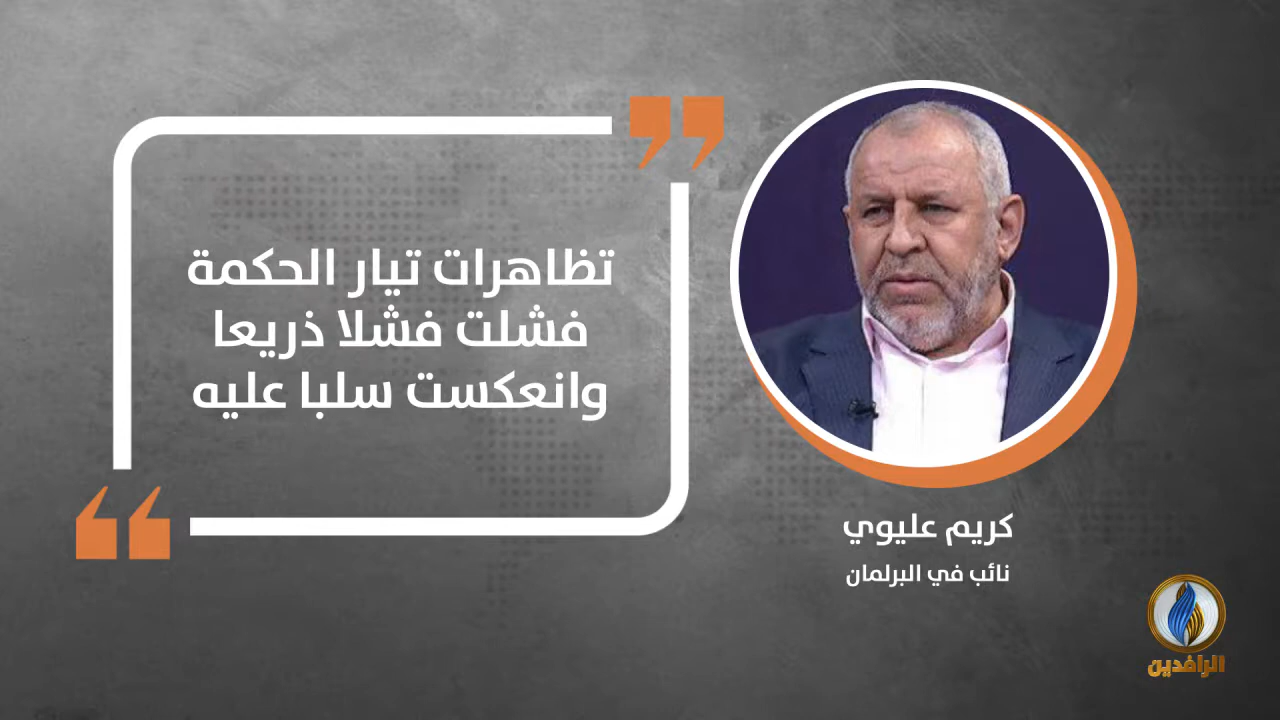 تظاهرات تيار الحكمة
فشلت فشلا ذريعا
وانعكست سلبا عليه
كريم عليوي
نائب في البرلمان
الرافدين